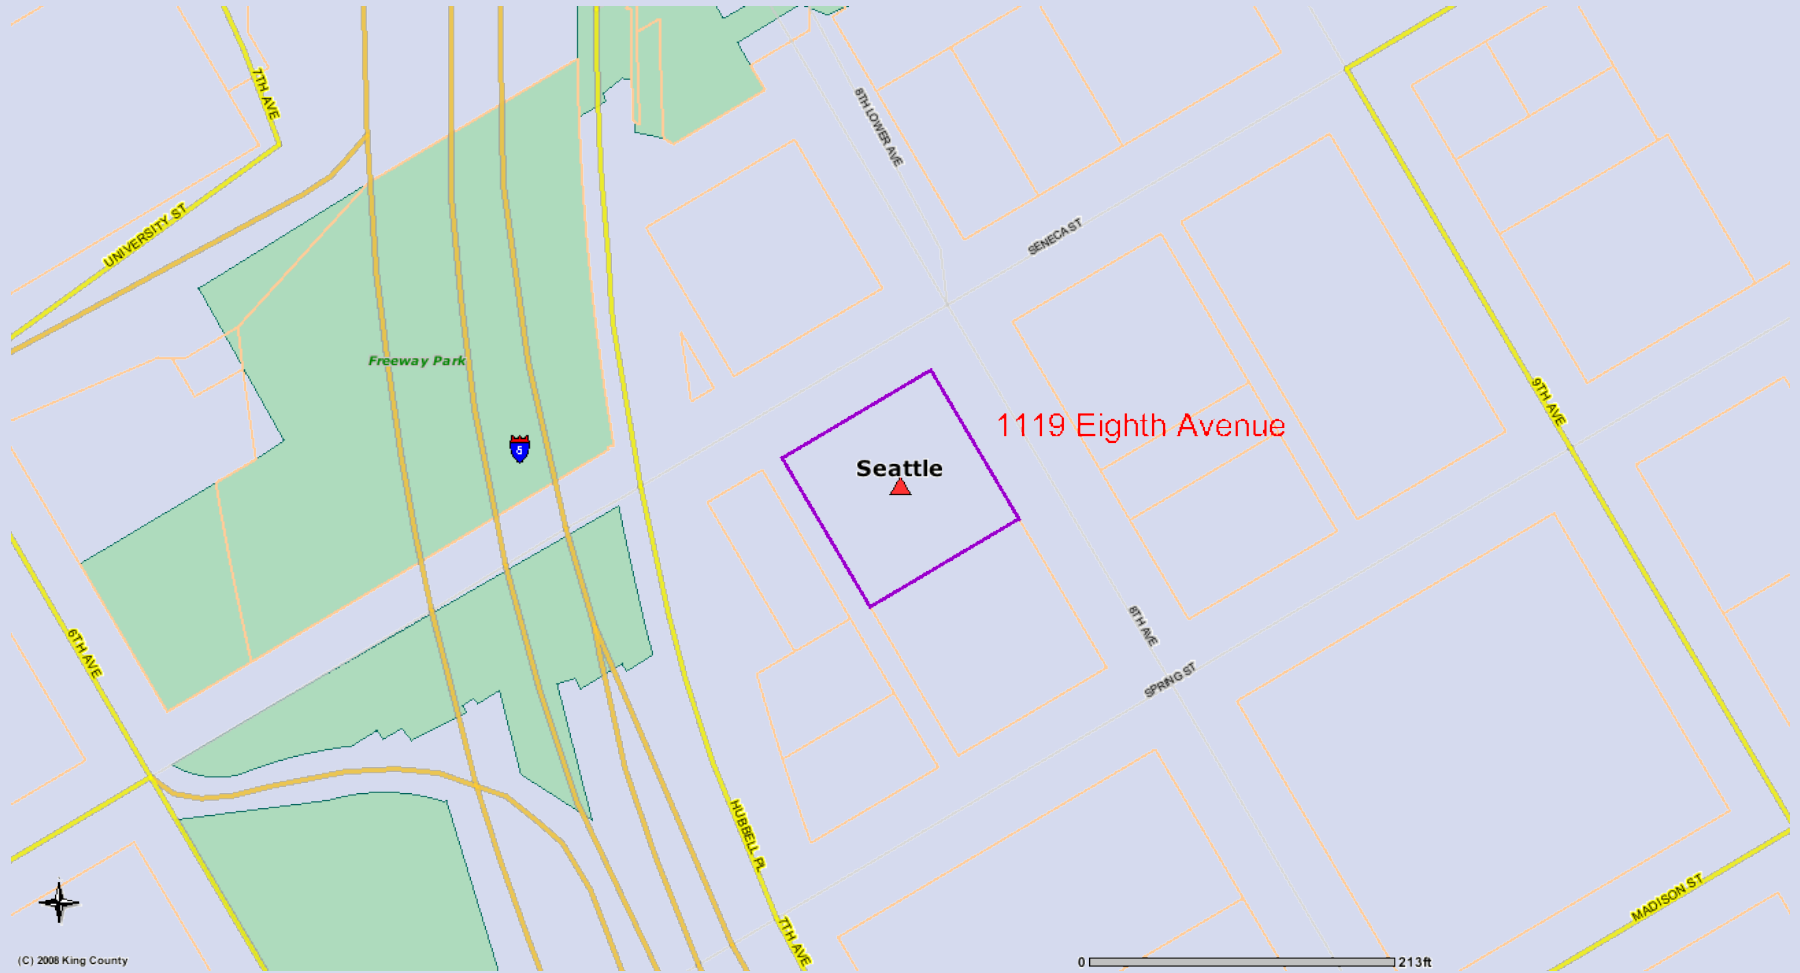 7TH AVE
8TH LOWER AVE
UNIVERSITY ST
SENECA ST
Freeway Park
9TH AVE
1119 Eighth Avenue
5
Seattle
6TH AVE
8TH AVE
SPRING ST
HUBBELL PL
MADISON ST
7TH AVE
(C) 2008 King County
0 213ft